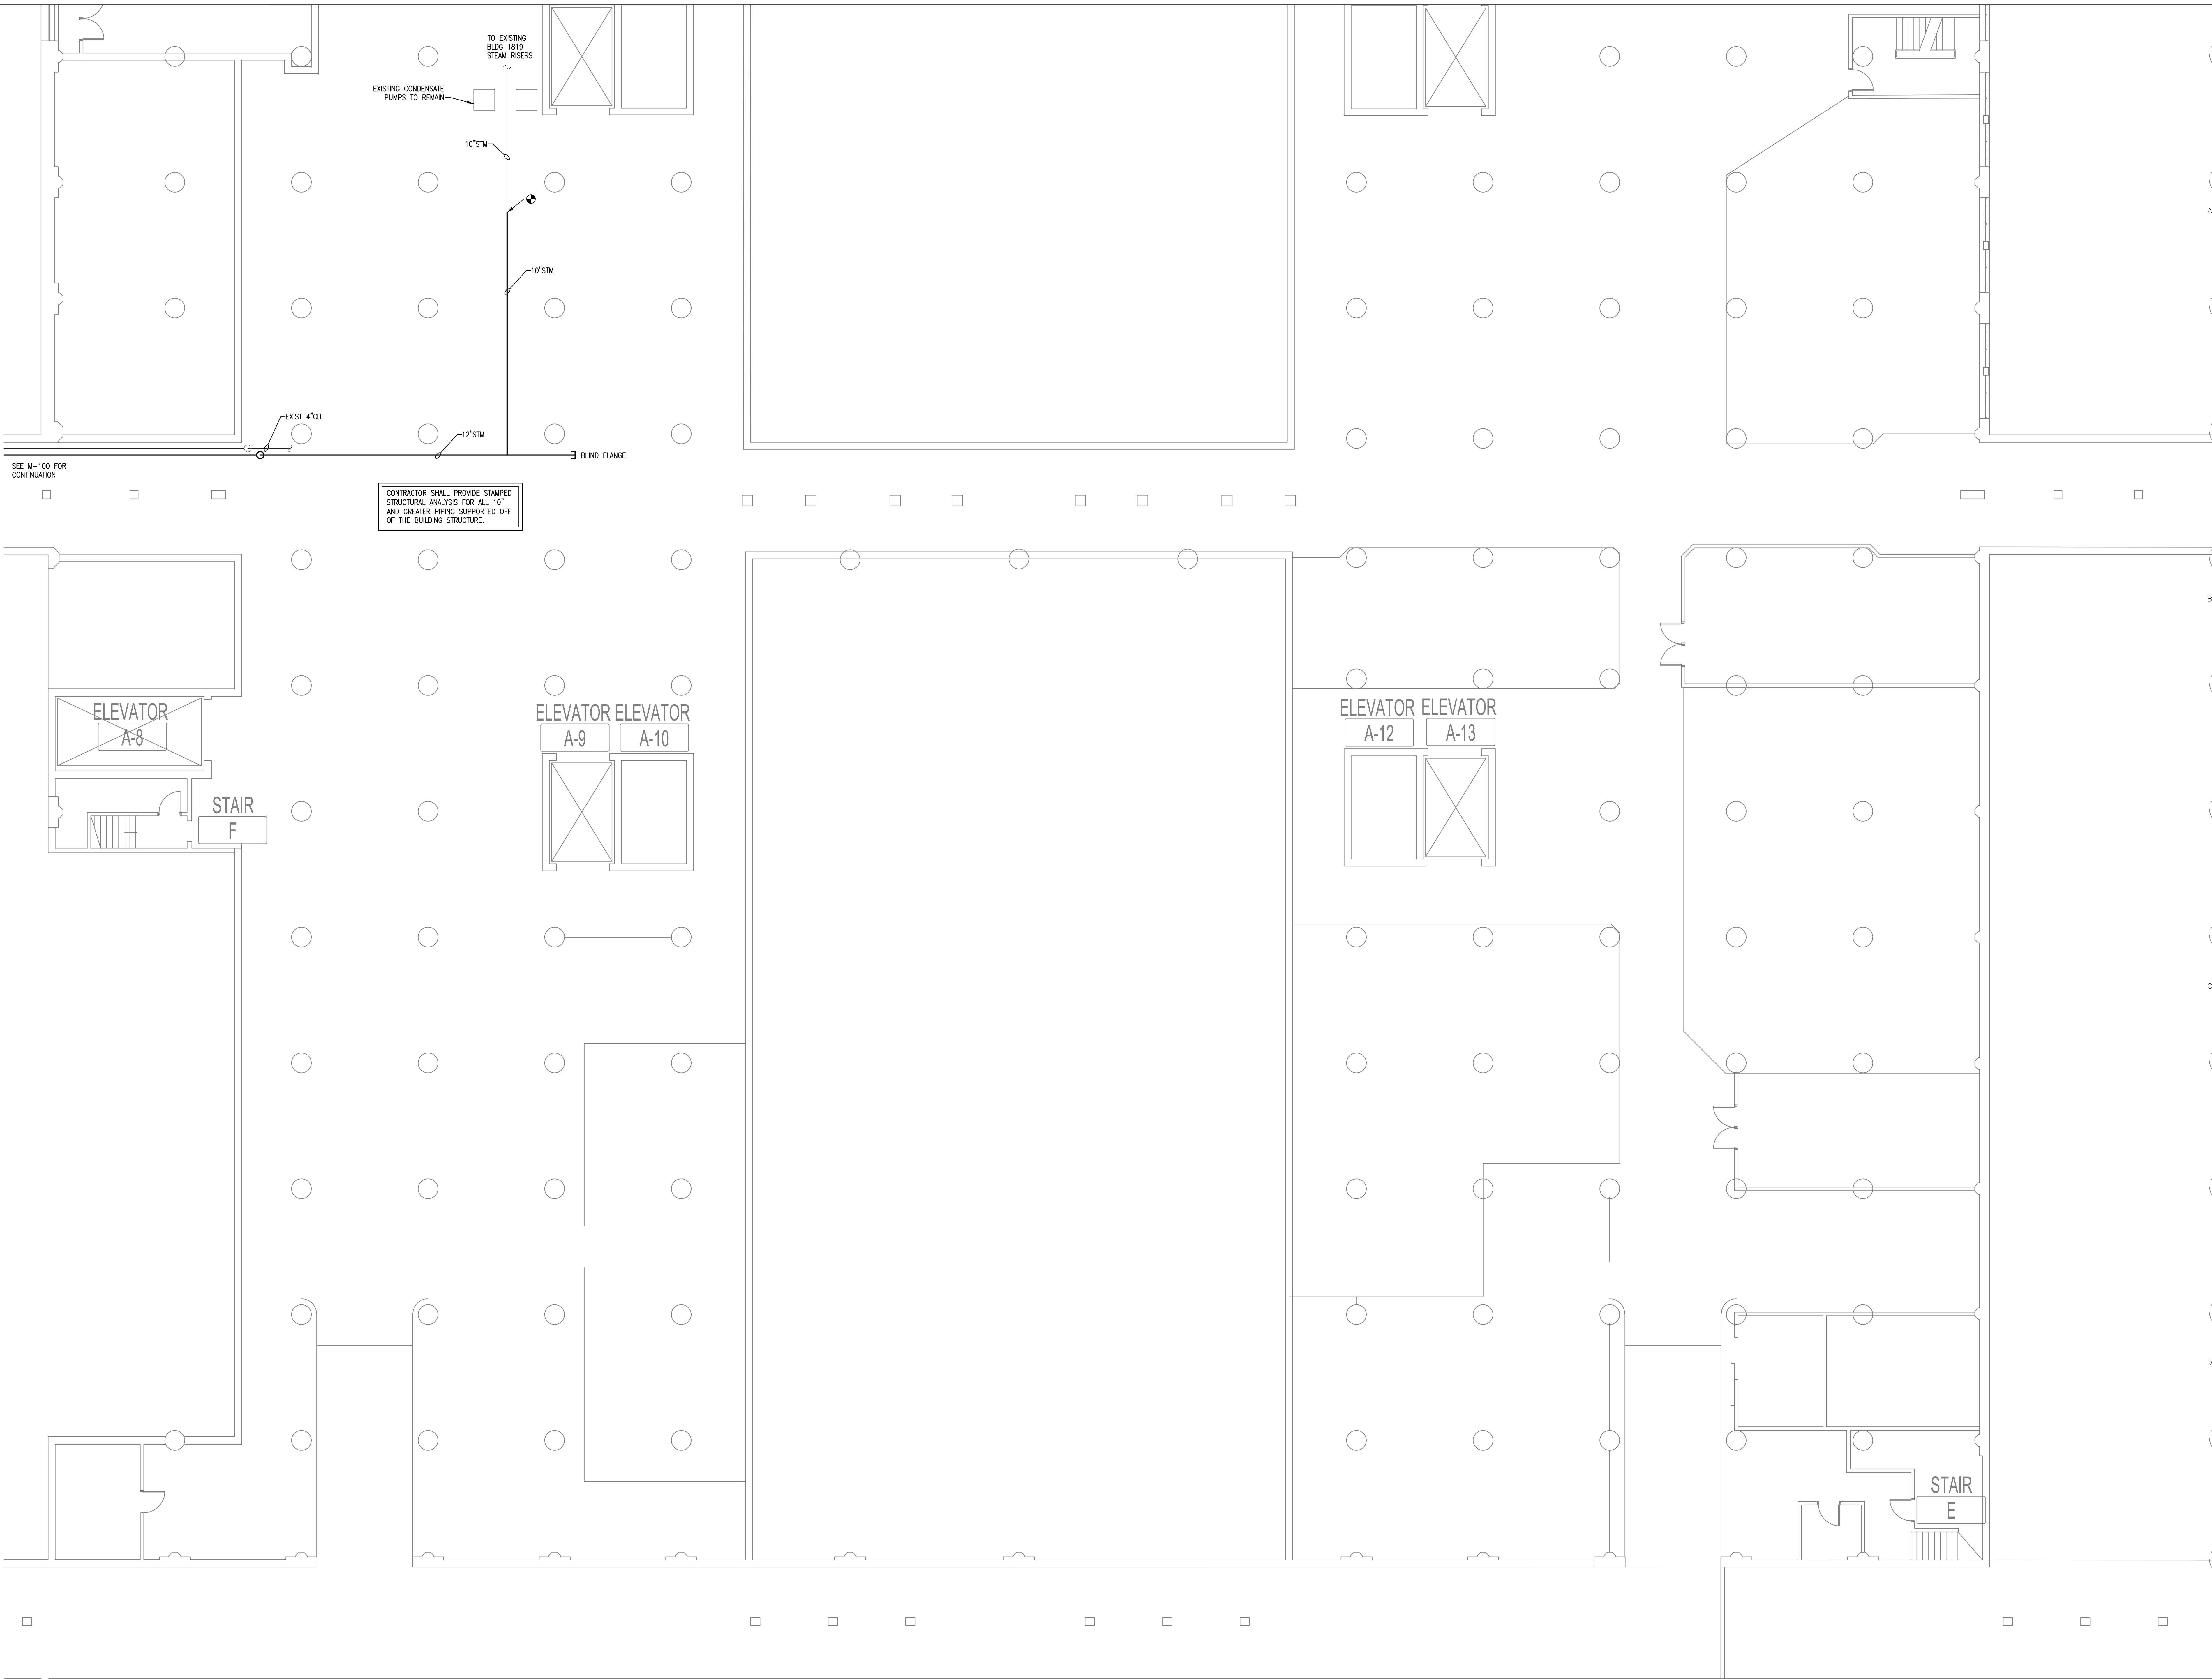 TO EXISTING
BLDG 1819
STEAM RISERS
EXISTING CONDENSATE
PUMPS TO REMAIN
10"STM
10"STM
EXIST 4"CD
12"STM
BLIND FLANGE
SEE M-100 FOR
CONTINUATION
CONTRACTOR SHALL PROVIDE STAMPED
STRUCTURAL ANALYSIS FOR ALL 10"
AND GREATER PIPING SUPPORTED OFF
OF THE BUILDING STRUCTURE.
A
B
ELEVATOR
A-8
ELEVATOR
A-9
ELEVATOR
A-10
ELEVATOR
A-12
ELEVATOR
A-13
STAIR
F
C
D
STAIR
E